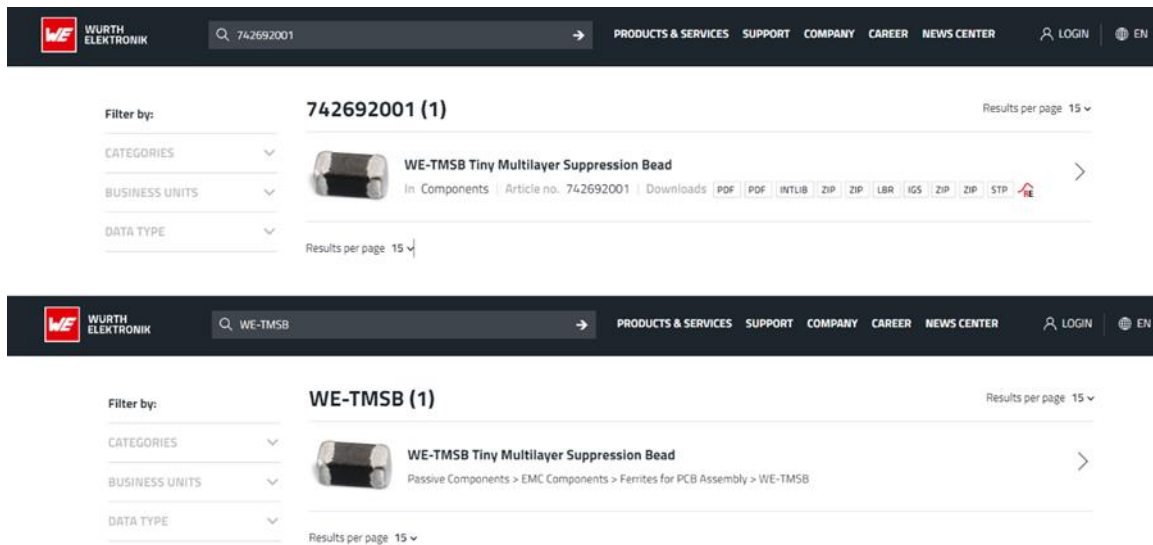 WE WURTH ELEKTRONIK 742692001 PRODUCTS & SERVICES SUPPORT COMPANY CAREER NEWS CENTER LOGIN EN
Filter by:
742692001 (1)
Results per page 15
CATEGORIES
BUSINESS UNITS
DATA TYPE
WE-TMSB Tiny Multilayer Suppression Bead
In Components Article no. 742692001 Downloads PDF PDF INTLIB ZIP ZIP LBR IGS ZIP ZIP STP RE
Results per page 15
WE WURTH ELEKTRONIK WE-TMSB PRODUCTS & SERVICES SUPPORT COMPANY CAREER NEWS CENTER LOGIN EN
Filter by:
WE-TMSB (1)
Results per page 15
CATEGORIES
BUSINESS UNITS
DATA TYPE
WE-TMSB Tiny Multilayer Suppression Bead
Passive Components > EMC Components > Ferrites for PCB Assembly > WE-TMSB
Results per page 15